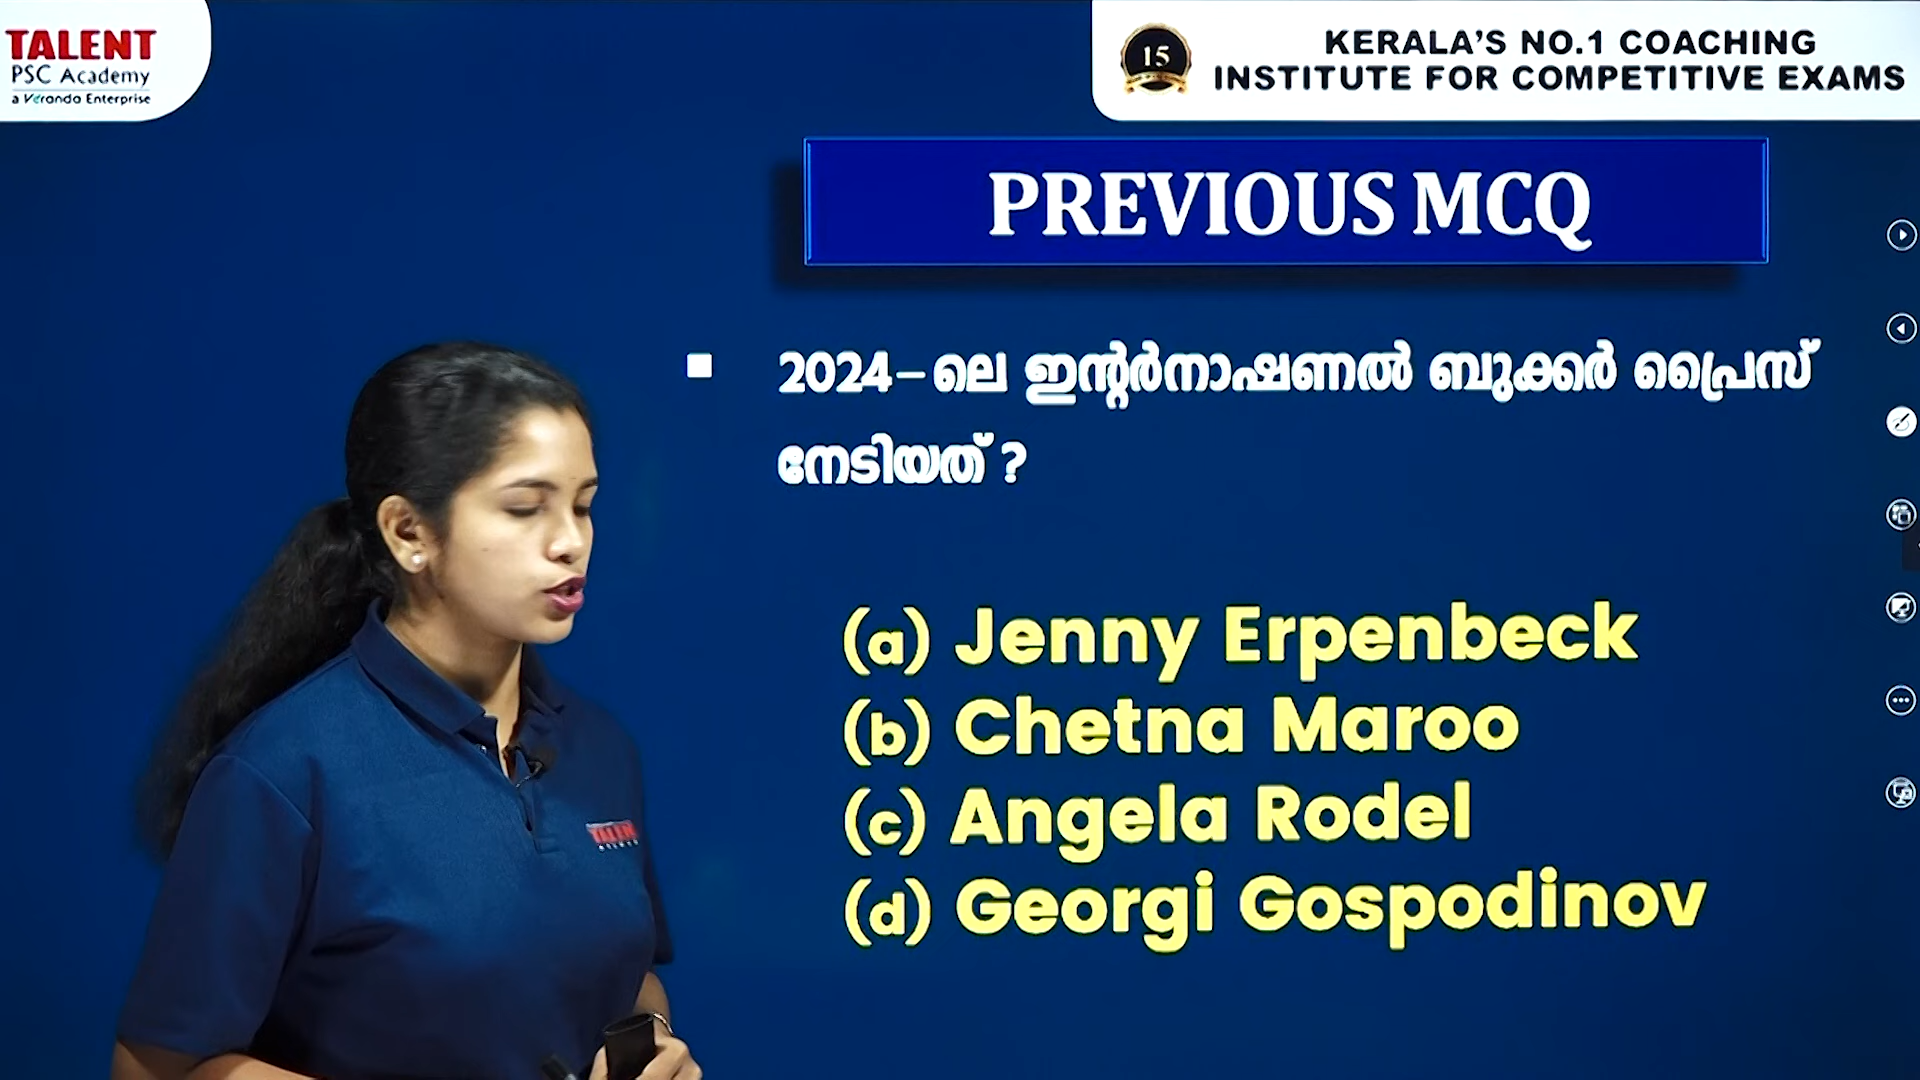 TALENT
PSC Academy
a Veranda Enterprise
15
KERALA'S NO.1 COACHING
INSTITUTE FOR COMPETITIVE EXAMS
PREVIOUS MCQ
2024-ലെ ഇന്റർനാഷണൽ ബുക്കർ പ്രൈസ്
നേടിയത് ?
(a) Jenny Erpenbeck
(b) Chetna Maroo
(c) Angela Rodel
(d) Georgi Gospodinov
TALENT